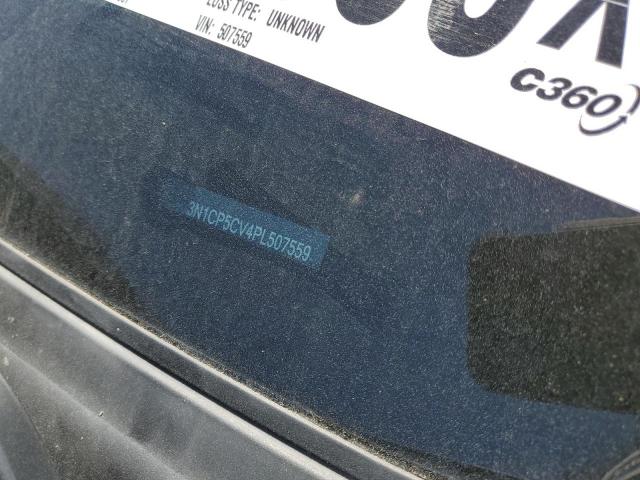 LOSS TYPE: UNKNOWN
VIN: 507559
C360
3N1CP5CV4PL507559